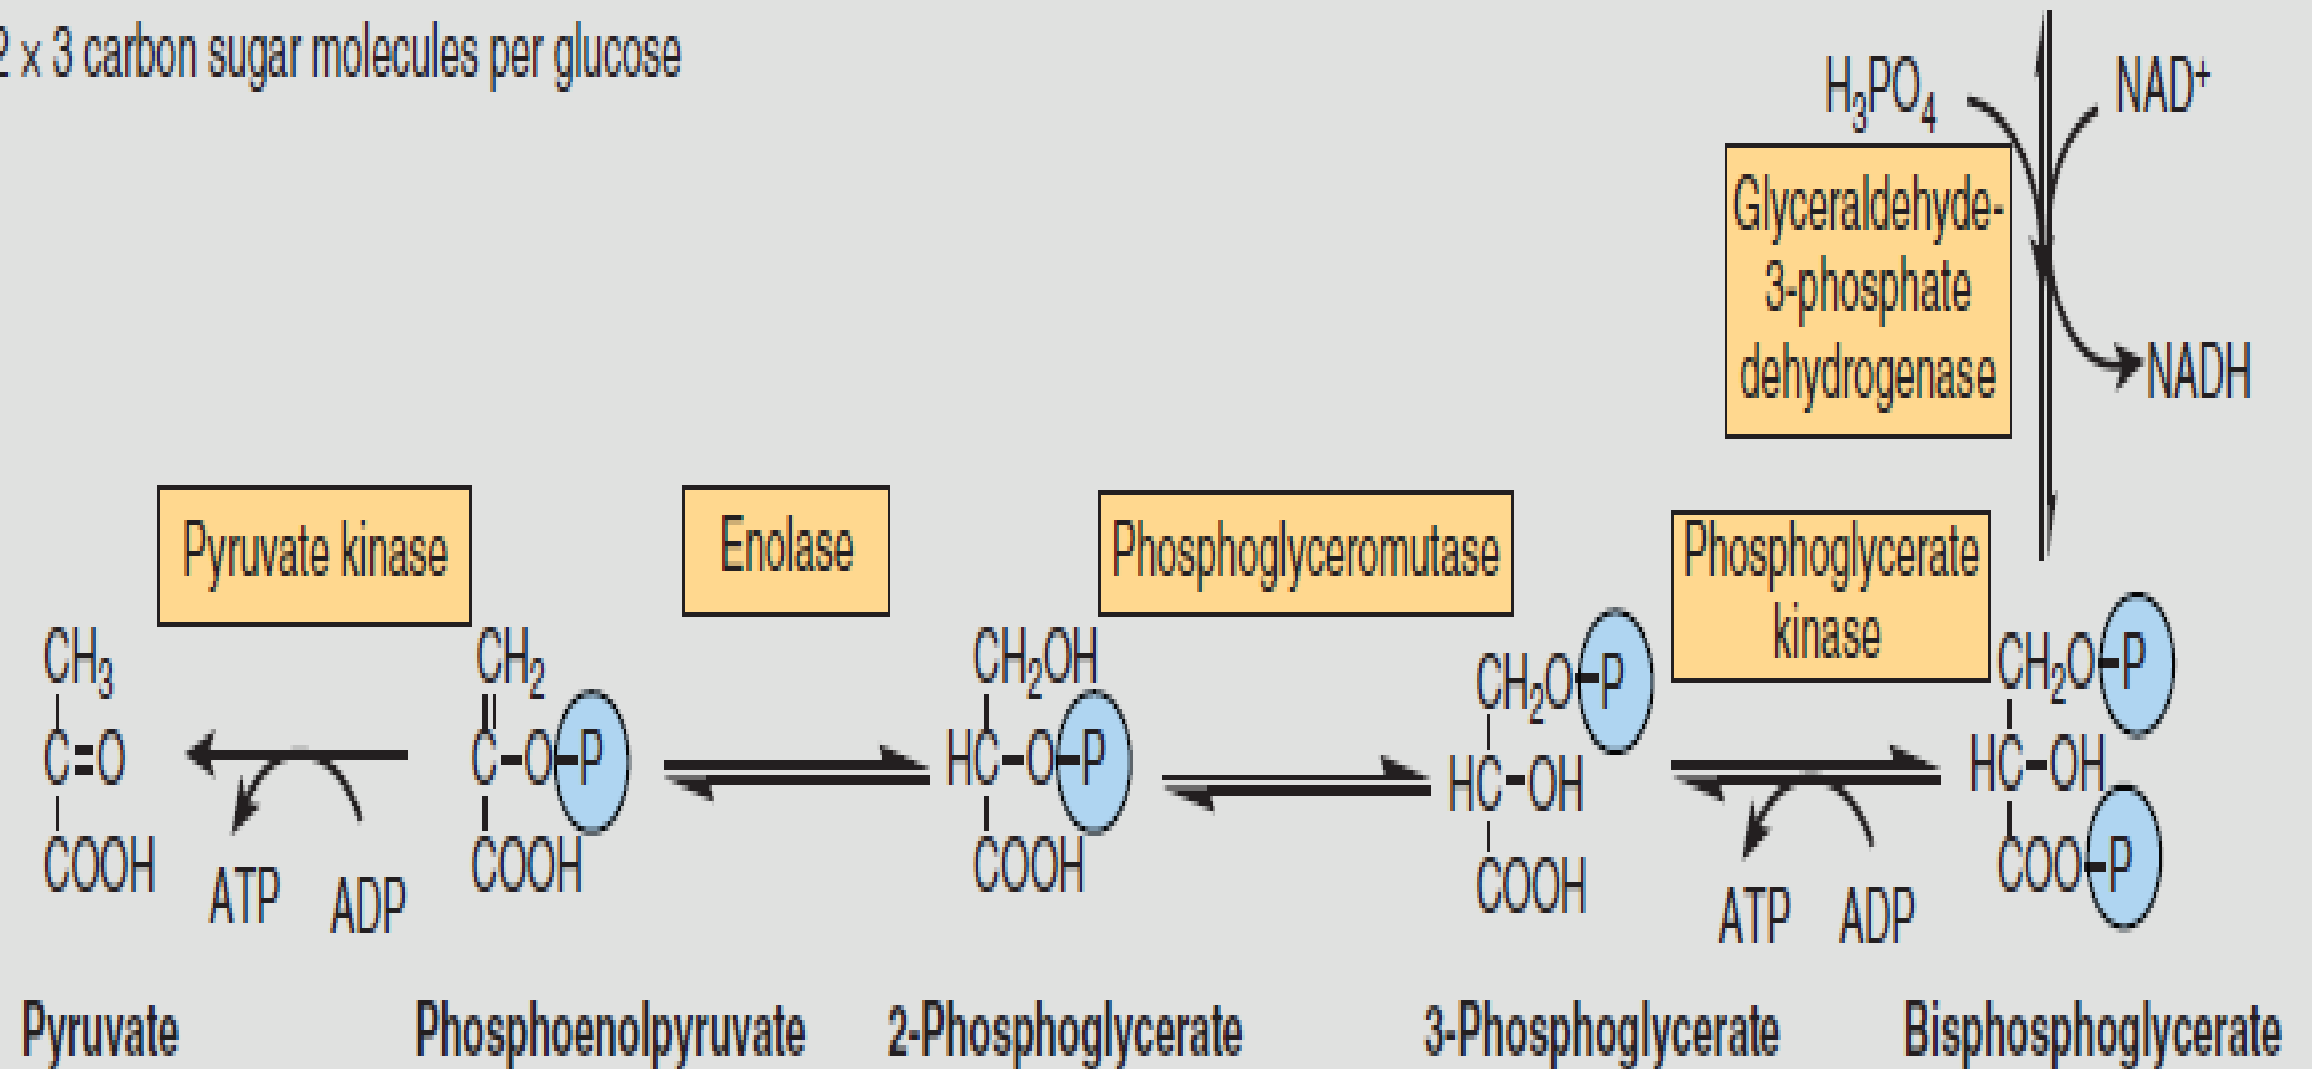 2 x 3 carbon sugar molecules per glucose
H₃PO₄
NAD⁺
Glyceraldehyde-
3-phosphate
dehydrogenase
NADH
Pyruvate kinase
Enolase
Phosphoglyceromutase
Phosphoglycerate
kinase
CH₃
C=O
COOH
ATP
ADP
CH₂
C-O-P
COOH
CH₂OH
HC-O-P
COOH
CH₂O-P
HC-OH
COOH
ATP
ADP
CH₂O-P
HC-OH
COO-P
Pyruvate
Phosphoenolpyruvate
2-Phosphoglycerate
3-Phosphoglycerate
Bisphosphoglycerate